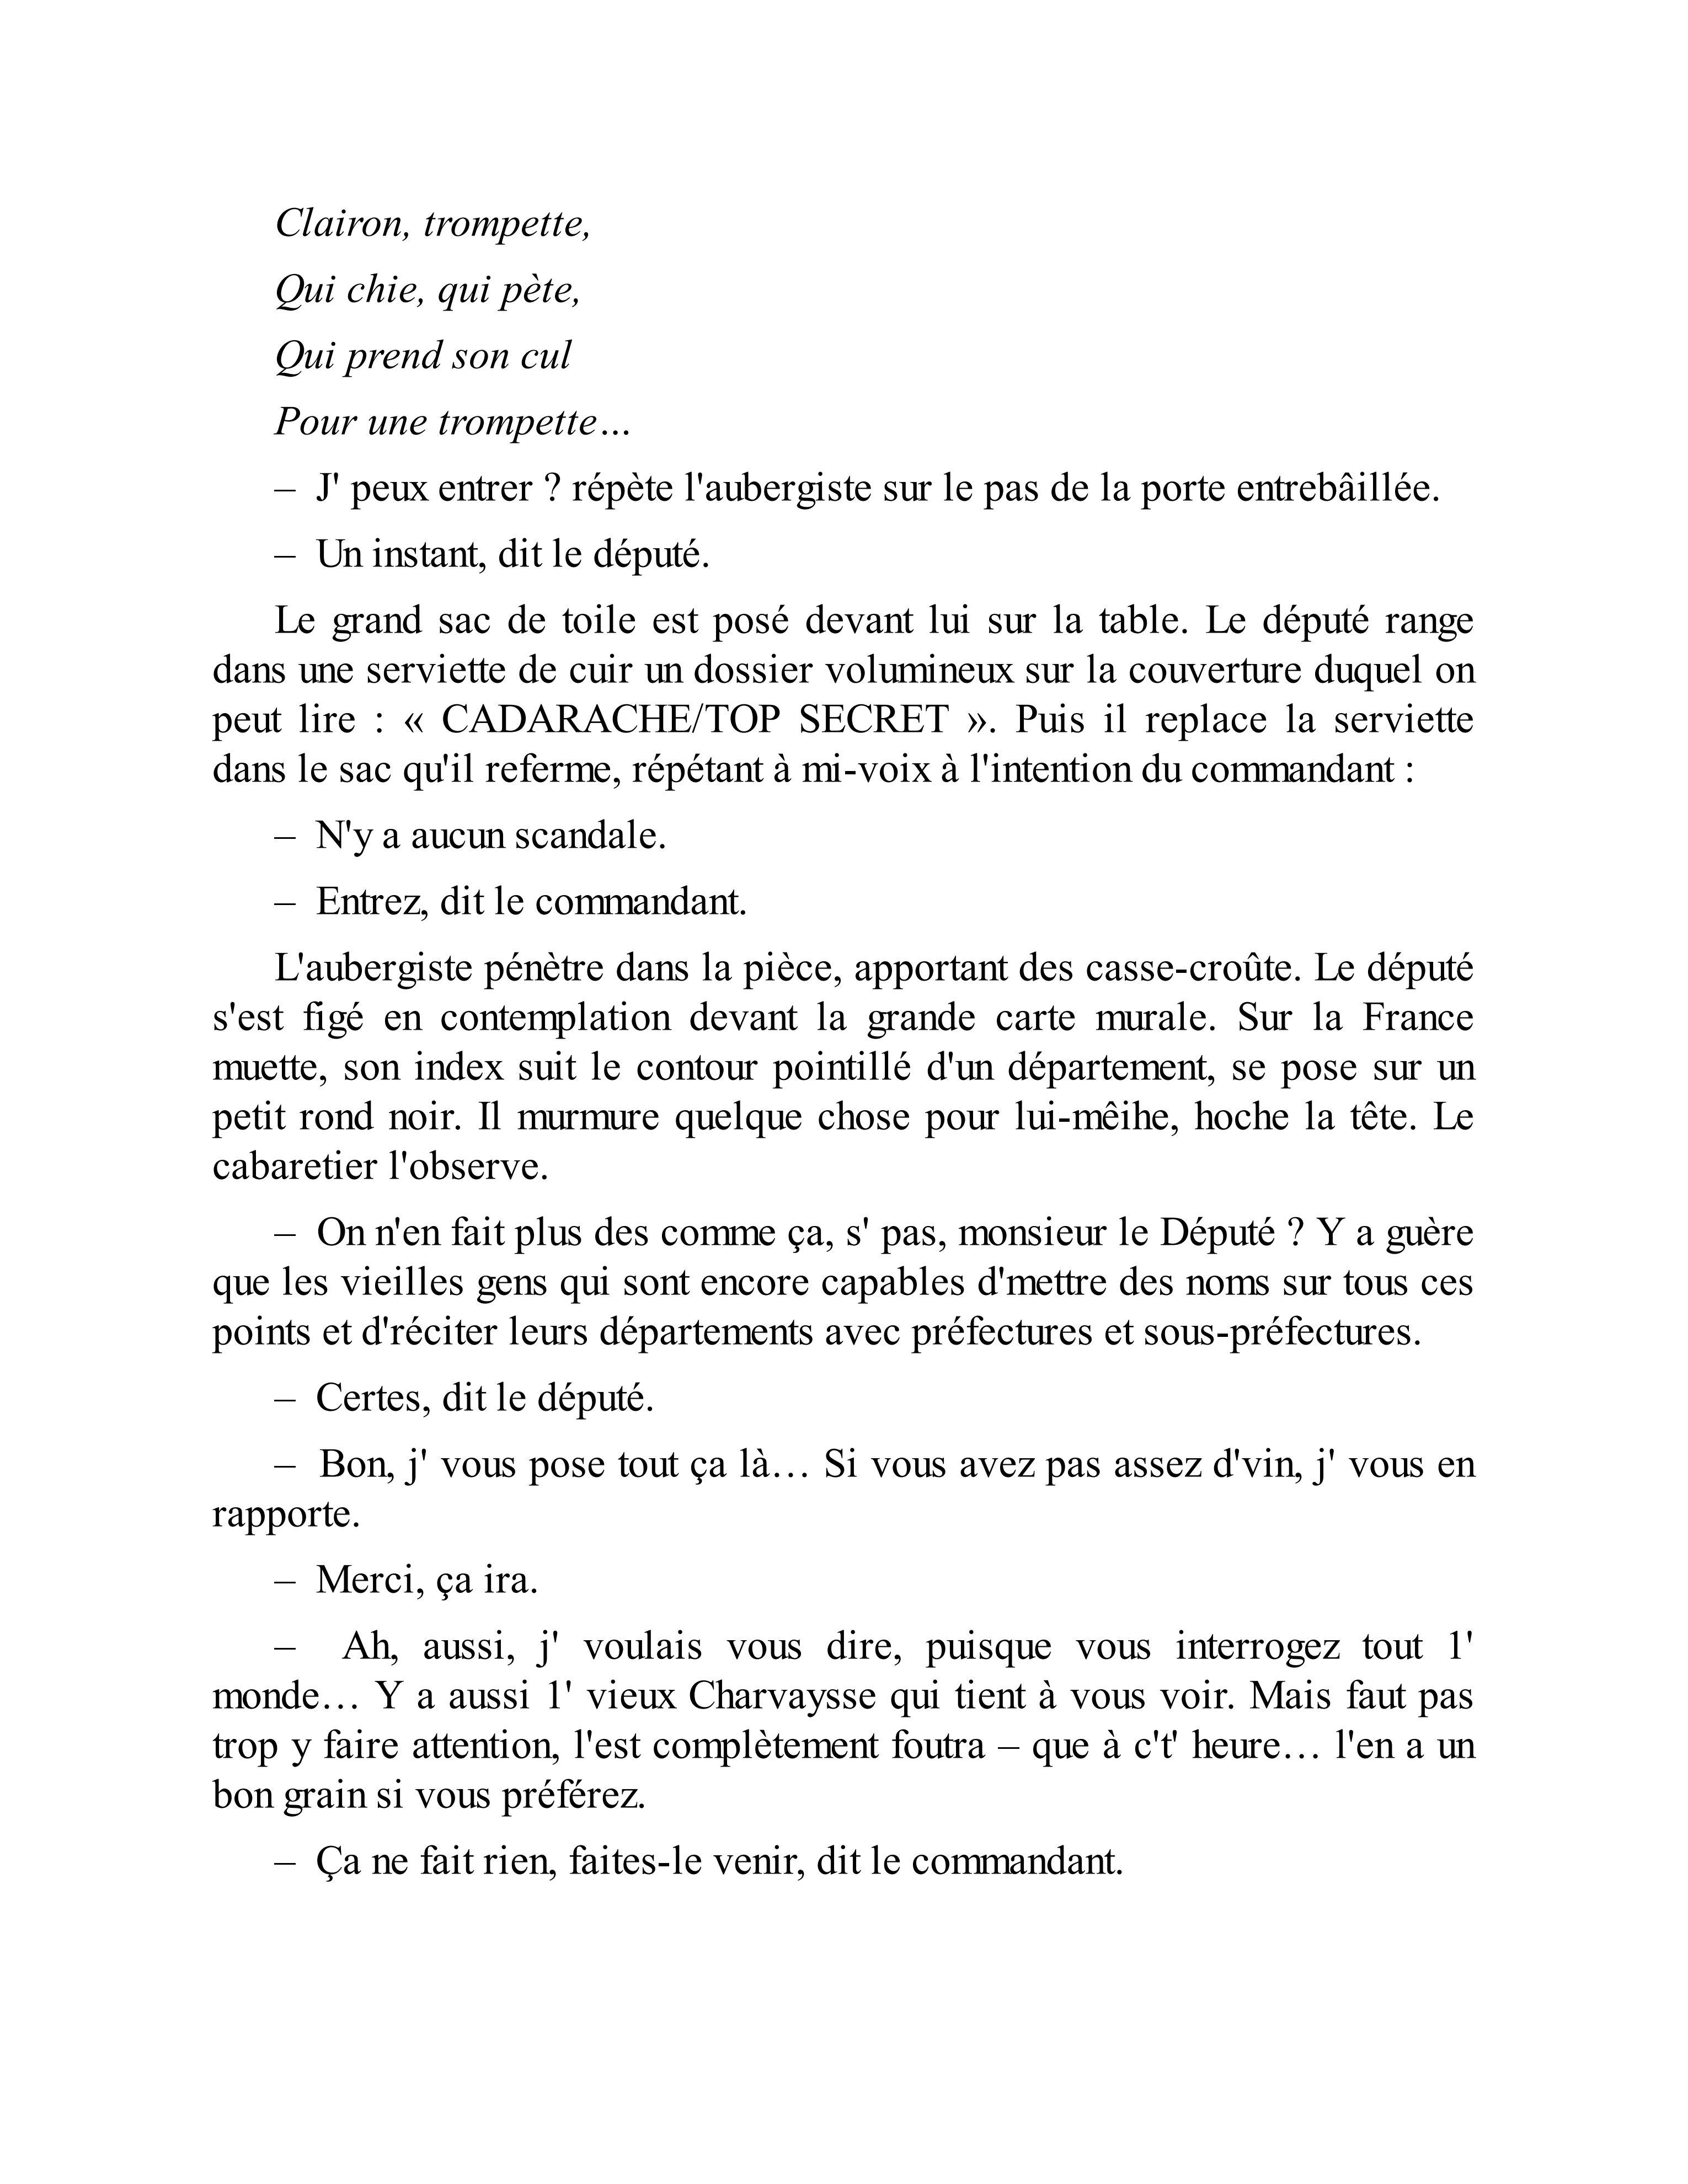 Clairon, trompette,
Qui chie, qui pète,
Qui prend son cul
Pour une trompette…
– J' peux entrer ? répète l'aubergiste sur le pas de la porte entrebâillée.
– Un instant, dit le député.
Le grand sac de toile est posé devant lui sur la table. Le député range
dans une serviette de cuir un dossier volumineux sur la couverture duquel on
peut lire : « CADARACHE/TOP SECRET ». Puis il replace la serviette
dans le sac qu'il referme, répétant à mi-voix à l'intention du commandant :
– N'y a aucun scandale.
– Entrez, dit le commandant.
L'aubergiste pénètre dans la pièce, apportant des casse-croûte. Le député
s'est figé en contemplation devant la grande carte murale. Sur la France
muette, son index suit le contour pointillé d'un département, se pose sur un
petit rond noir. Il murmure quelque chose pour lui-mêihe, hoche la tête. Le
cabaretier l'observe.
– On n'en fait plus des comme ça, s' pas, monsieur le Député ? Y a guère
que les vieilles gens qui sont encore capables d'mettre des noms sur tous ces
points et d'réciter leurs départements avec préfectures et sous-préfectures.
– Certes, dit le député.
– Bon, j' vous pose tout ça là… Si vous avez pas assez d'vin, j' vous en
rapporte.
– Merci, ça ira.
– Ah, aussi, j' voulais vous dire, puisque vous interrogez tout 1'
monde… Y a aussi 1' vieux Charvaysse qui tient à vous voir. Mais faut pas
trop y faire attention, l'est complètement foutra – que à c't' heure… l'en a un
bon grain si vous préférez.
– Ça ne fait rien, faites-le venir, dit le commandant.